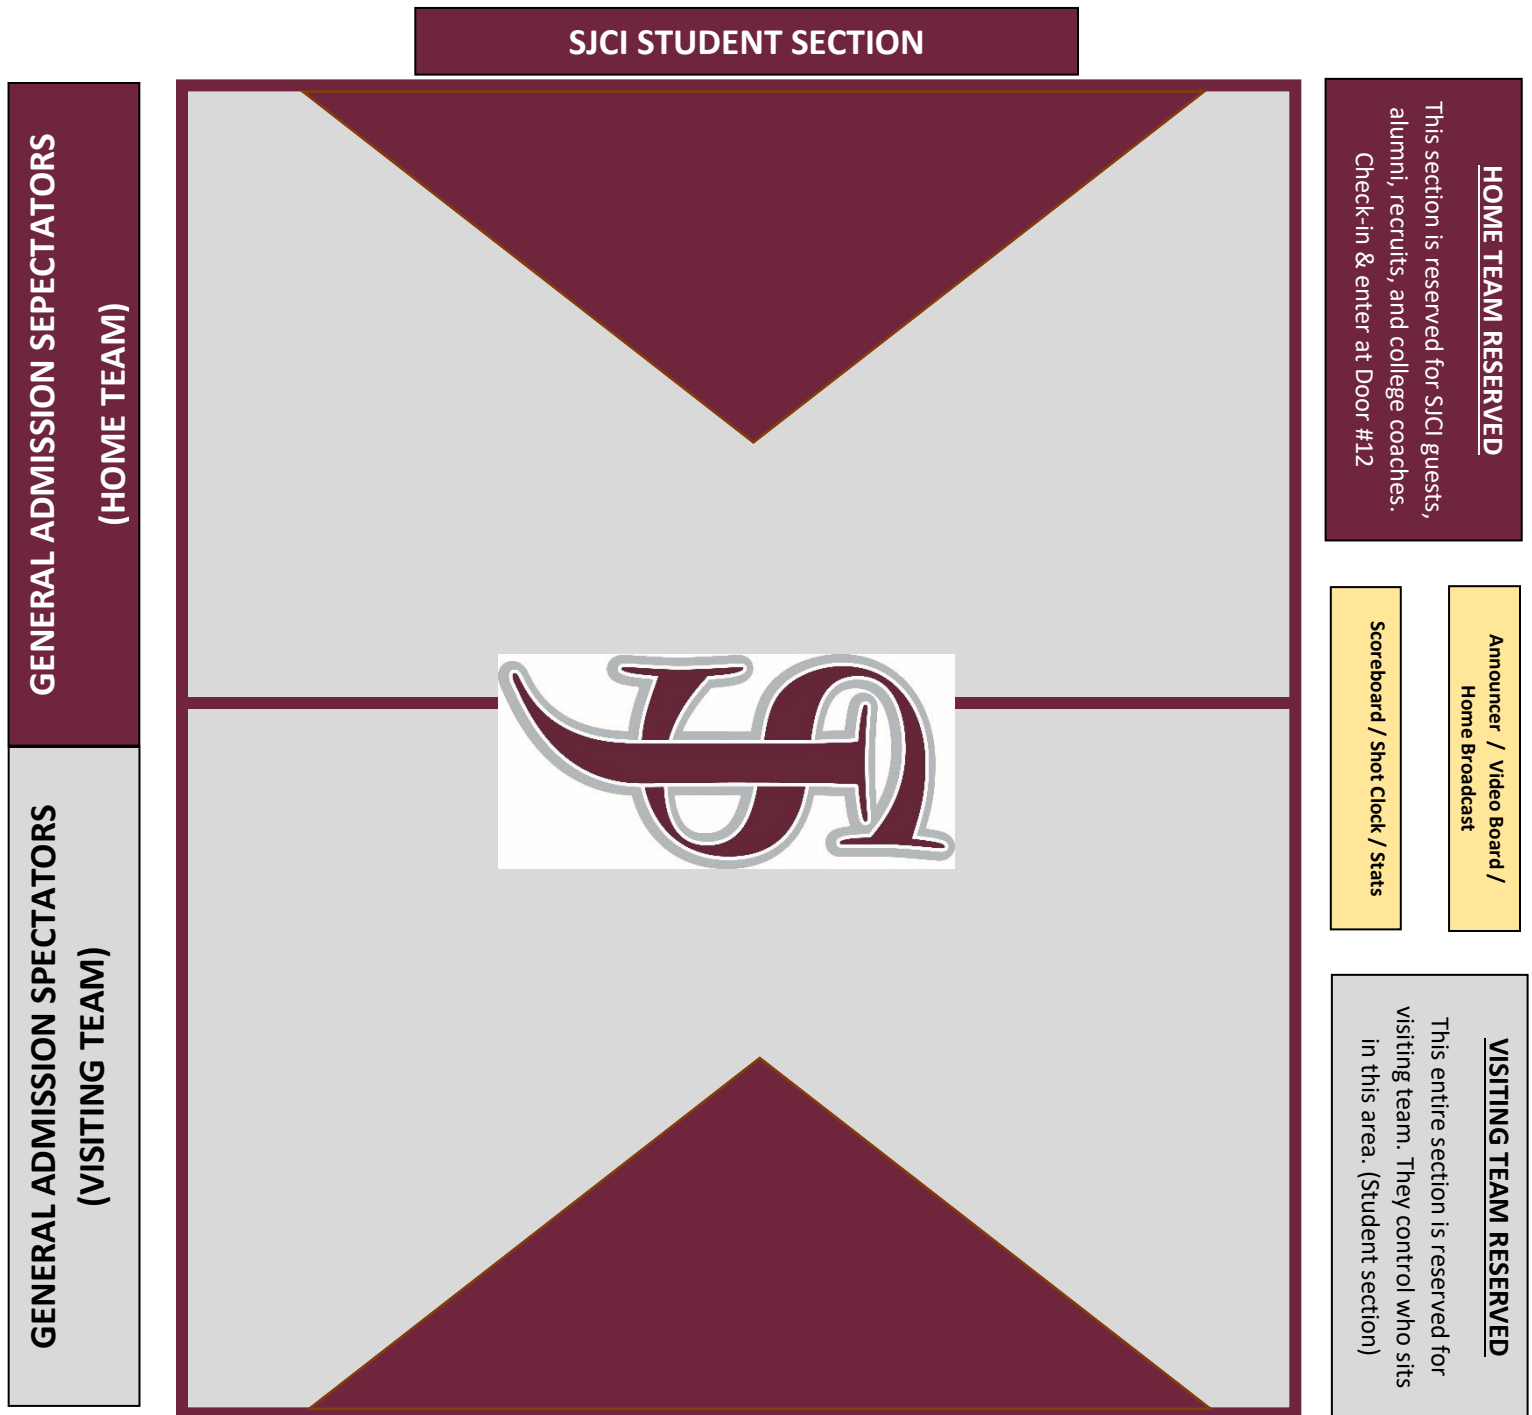 SJCI STUDENT SECTION
GENERAL ADMISSION SEPECTATORS
(HOME TEAM)
GENERAL ADMISSION SPECTATORS
(VISITING TEAM)
HOME TEAM RESERVED
This section is reserved for SJCI guests,
alumni, recruits, and college coaches.
Check-in & enter at Door #12
Announcer / Video Board /
Home Broadcast
Scoreboard / Shot Clock / Stats
VISITING TEAM RESERVED
This entire section is reserved for
visiting team. They control who sits
in this area. (Student section)